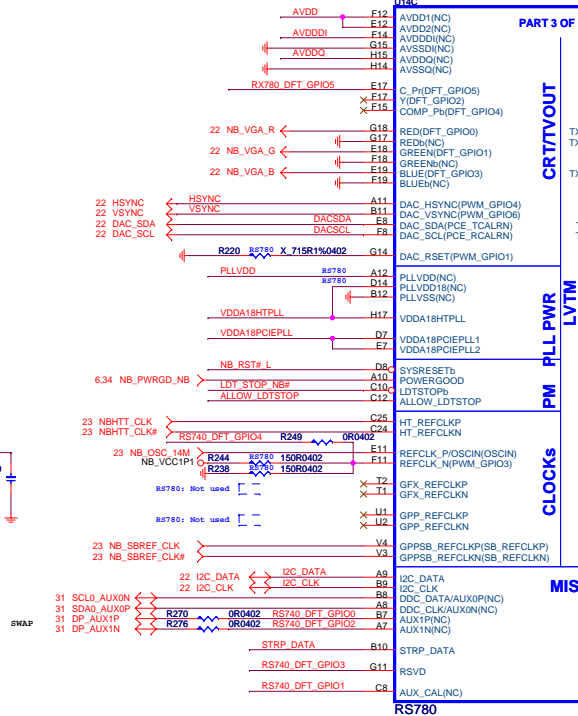 U14C
PART 3 OF
AVDD F12 AVDD1(NC)
E12 AVDD2(NC)
AVDDDI F14 AVDDDI(NC)
G15 AVSSDI(NC)
AVDDQ H15 AVDDQ(NC)
H14 AVSSQ(NC)
RX780_DFT_GPIO5 E17 C_Pr(DFT_GPIO5)
F17 Y(DFT_GPIO2)
F15 COMP_Pb(DFT_GPIO4)
CRT/TVOUT
22 NB_VGA_R G18 RED(DFT_GPIO0)
G17 REDb(NC)
22 NB_VGA_G E18 GREEN(DFT_GPIO1)
F18 GREENb(NC)
22 NB_VGA_B E19 BLUE(DFT_GPIO3)
F19 BLUEb(NC)
TX
TX
TX
22 HSYNC HSYNC A11 DAC_HSYNC(PWM_GPIO4)
22 VSYNC VSYNC B11 DAC_VSYNC(PWM_GPIO6)
22 DAC_SDA DACSDA E8 DAC_SDA(PCE_TCALRN)
22 DAC_SCL DACSCL F8 DAC_SCL(PCE_RCALRN)
R220 RS780 X_715R1%0402 G14 DAC_RSET(PWM_GPIO1)
PLLVDD RS780 A12 PLLVDD(NC)
RS780 D14 PLLVDD18(NC)
B12 PLLVSS(NC)
VDDA18HTPLL H17 VDDA18HTPLL
VDDA18PCIEPLL D7 VDDA18PCIEPLL1
E7 VDDA18PCIEPLL2
PLL PWR
LVTM
NB_RST#_L D8 SYSRESETb
6,34 NB_PWRGD_NB A10 POWERGOOD
LDT_STOP_NB# C10 LDTSTOPb
ALLOW_LDTSTOP C12 ALLOW_LDTSTOP
PM
23 NBHTT_CLK C25 HT_REFCLKP
23 NBHTT_CLK# C24 HT_REFCLKN
RS740_DFT_GPIO4 R249 0R0402
23 NB_OSC_14M E11 REFCLK_P/OSCIN(OSCIN)
NB_VCC1P1 R244 RS780 150R0402 F11 REFCLK_N(PWM_GPIO3)
R238 RS780 150R0402
RS780: Not used T2 GFX_REFCLKP
T1 GFX_REFCLKN
RS780: Not used U1 GPP_REFCLKP
U2 GPP_REFCLKN
23 NB_SBREF_CLK V4 GPPSB_REFCLKP(SB_REFCLKP)
23 NB_SBREF_CLK# V3 GPPSB_REFCLKN(SB_REFCLKN)
CLOCKs
22 I2C_DATA I2C_DATA A9 I2C_DATA
22 I2C_CLK I2C_CLK B9 I2C_CLK
MIS
31 SCL0_AUX0N B8 DDC_DATA/AUX0P(NC)
31 SDA0_AUX0P A8 DDC_CLK/AUX0N(NC)
SWAP
31 DP_AUX1P R270 0R0402 RS740_DFT_GPIO0 B7 AUX1P(NC)
31 DP_AUX1N R276 0R0402 RS740_DFT_GPIO2 A7 AUX1N(NC)
STRP_DATA B10 STRP_DATA
RS740_DFT_GPIO3 G11 RSVD
RS740_DFT_GPIO1 C8 AUX_CAL(NC)
RS780